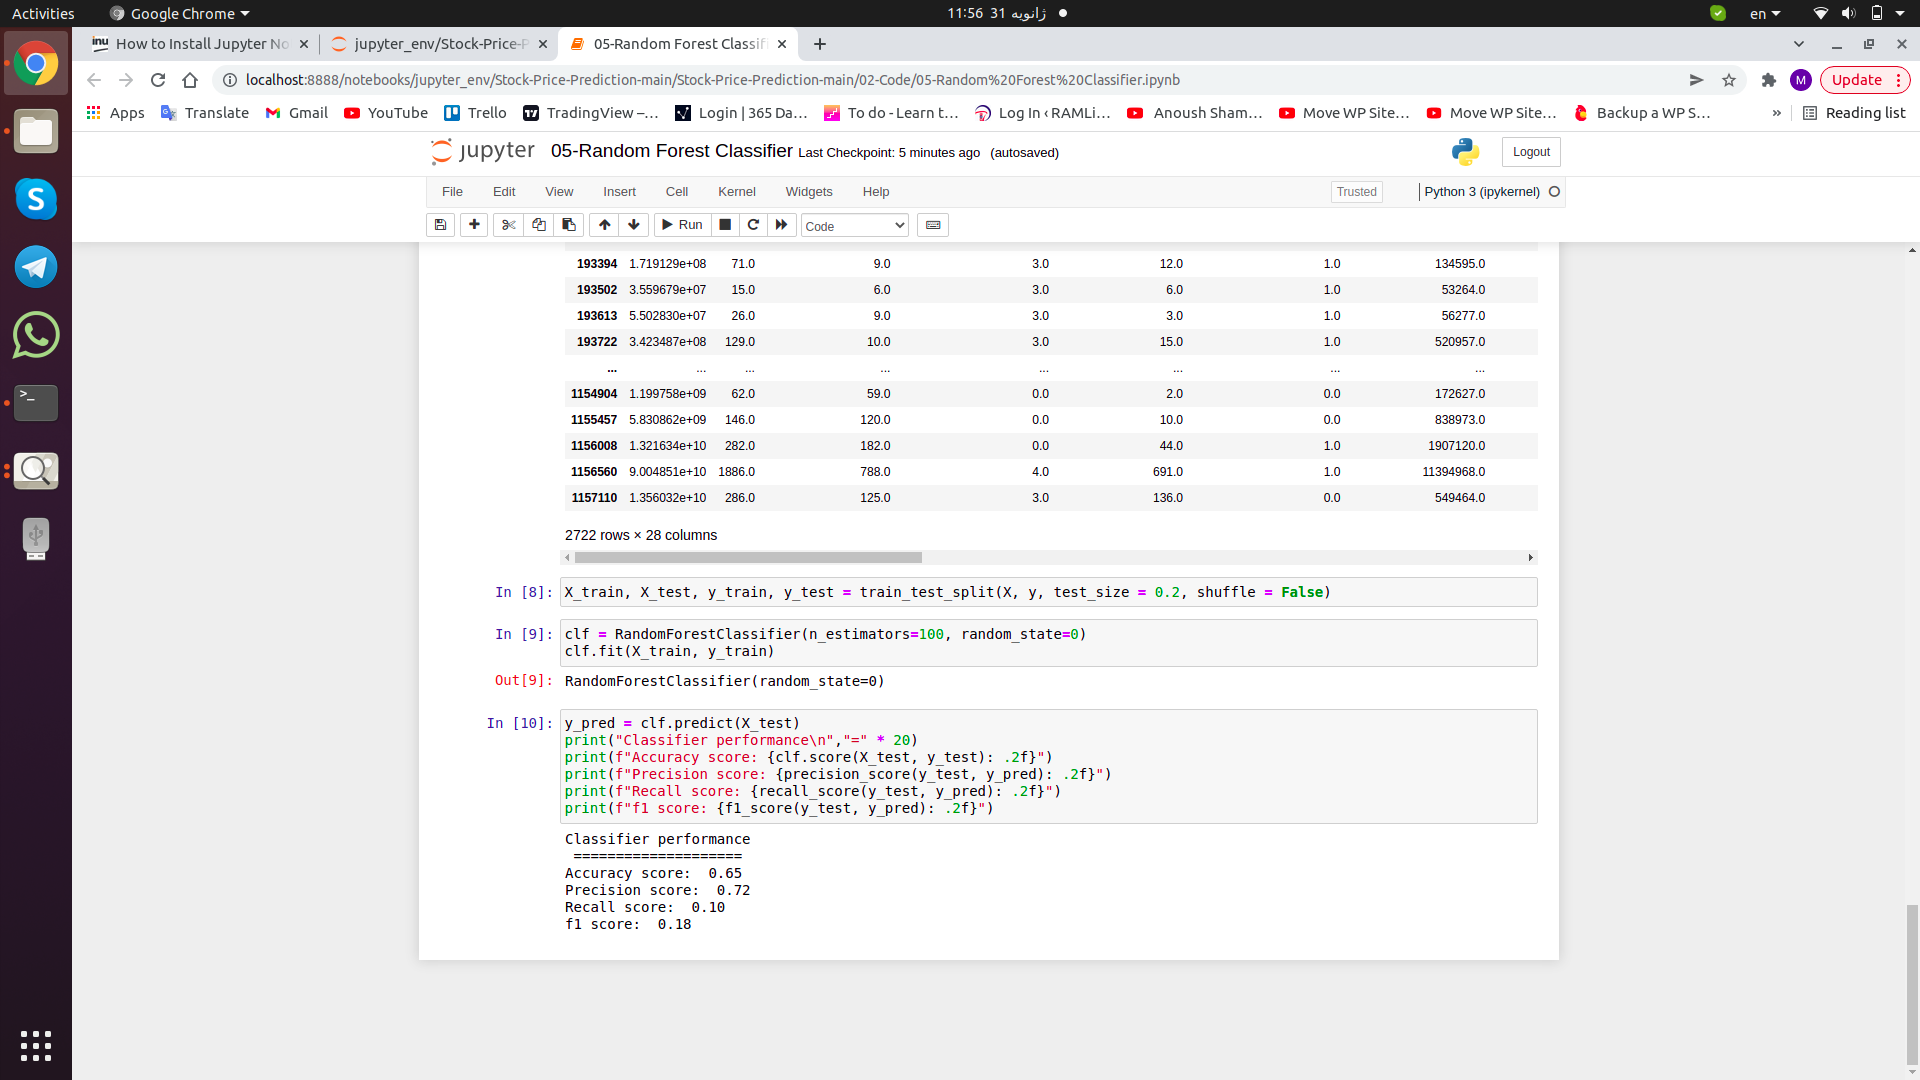 Activities Google Chrome 11:56 31 ژانویه en
How to Install Jupyter No jupyter_env/Stock-Price-P 05-Random Forest Classifi
localhost:8888/notebooks/jupyter_env/Stock-Price-Prediction-main/Stock-Price-Prediction-main/02-Code/05-Random%20Forest%20Classifier.ipynb M Update
Apps Translate Gmail YouTube Trello TradingView –... Login | 365 Da... To do - Learn t... Log In ‹ RAMLi... Anoush Sham... Move WP Site... Move WP Site... Backup a WP S... » Reading list
jupyter 05-Random Forest Classifier Last Checkpoint: 5 minutes ago (autosaved) Logout
File Edit View Insert Cell Kernel Widgets Help Trusted Python 3 (ipykernel)
Run Code
193394 1.719129e+08 71.0 9.0 3.0 12.0 1.0 134595.0
193502 3.559679e+07 15.0 6.0 3.0 6.0 1.0 53264.0
193613 5.502830e+07 26.0 9.0 3.0 3.0 1.0 56277.0
193722 3.423487e+08 129.0 10.0 3.0 15.0 1.0 520957.0
... ... ... ... ... ... ... ...
1154904 1.199758e+09 62.0 59.0 0.0 2.0 0.0 172627.0
1155457 5.830862e+09 146.0 120.0 0.0 10.0 0.0 838973.0
1156008 1.321634e+10 282.0 182.0 0.0 44.0 1.0 1907120.0
1156560 9.004851e+10 1886.0 788.0 4.0 691.0 1.0 11394968.0
1157110 1.356032e+10 286.0 125.0 3.0 136.0 0.0 549464.0
2722 rows × 28 columns
In [8]: X_train, X_test, y_train, y_test = train_test_split(X, y, test_size = 0.2, shuffle = False)
In [9]: clf = RandomForestClassifier(n_estimators=100, random_state=0)
clf.fit(X_train, y_train)
Out[9]: RandomForestClassifier(random_state=0)
In [10]: y_pred = clf.predict(X_test)
print("Classifier performance\n","=" * 20)
print(f"Accuracy score: {clf.score(X_test, y_test): .2f}")
print(f"Precision score: {precision_score(y_test, y_pred): .2f}")
print(f"Recall score: {recall_score(y_test, y_pred): .2f}")
print(f"f1 score: {f1_score(y_test, y_pred): .2f}")
Classifier performance
====================
Accuracy score:  0.65
Precision score:  0.72
Recall score:  0.10
f1 score:  0.18